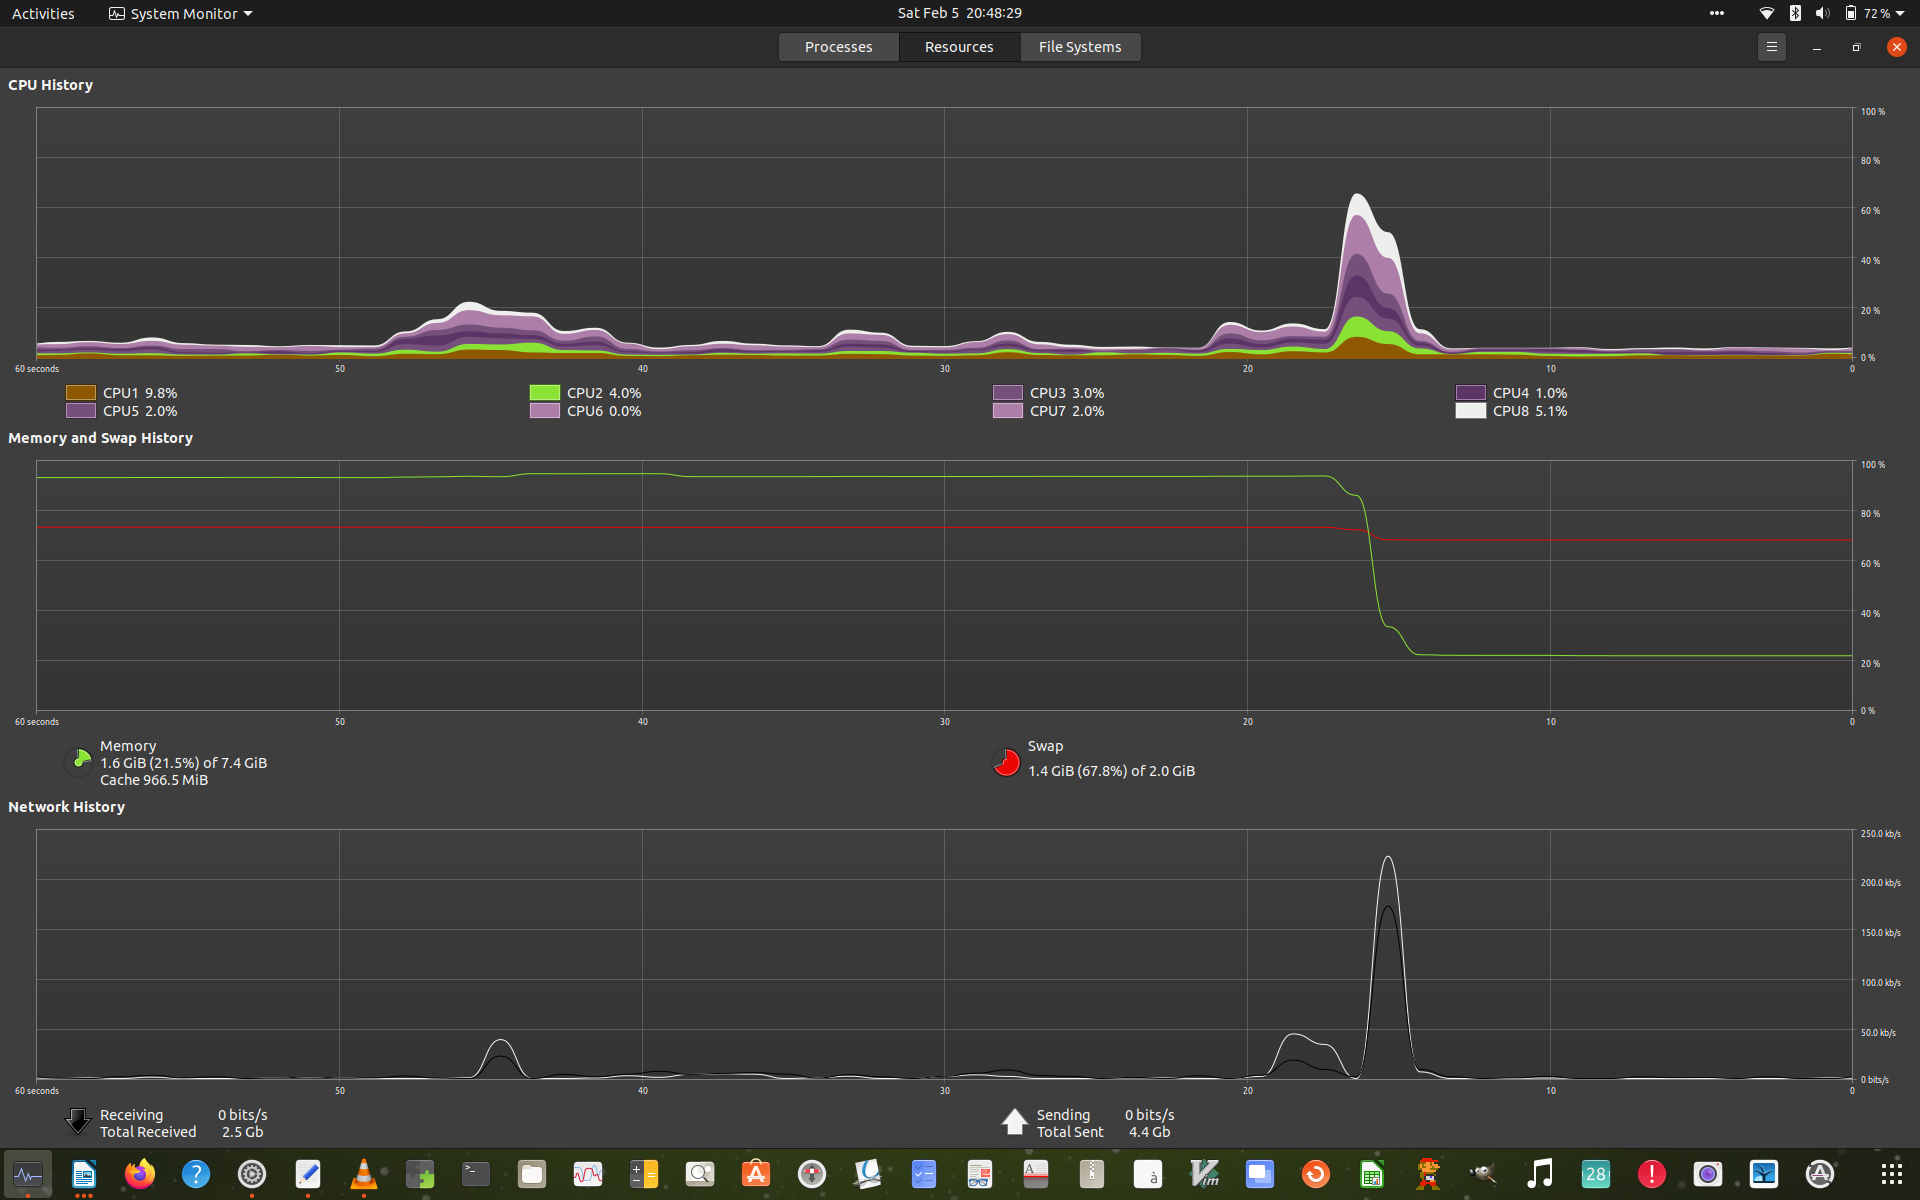 Activities
System Monitor
Sat Feb 5 20:48:29
72 %
Processes
Resources
File Systems
CPU History
100 %
80 %
60 %
40 %
20 %
0 %
60 seconds
50
40
30
20
10
0
CPU1 9.8%
CPU2 4.0%
CPU3 3.0%
CPU4 1.0%
CPU5 2.0%
CPU6 0.0%
CPU7 2.0%
CPU8 5.1%
Memory and Swap History
100 %
80 %
60 %
40 %
20 %
0 %
60 seconds
50
40
30
20
10
0
Memory
1.6 GiB (21.5%) of 7.4 GiB
Cache 966.5 MiB
Swap
1.4 GiB (67.8%) of 2.0 GiB
Network History
250.0 kb/s
200.0 kb/s
150.0 kb/s
100.0 kb/s
50.0 kb/s
0 bits/s
60 seconds
50
40
30
20
10
0
Receiving 0 bits/s
Total Received 2.5 Gb
Sending 0 bits/s
Total Sent 4.4 Gb
?
>_
A
à
Vim
28
!